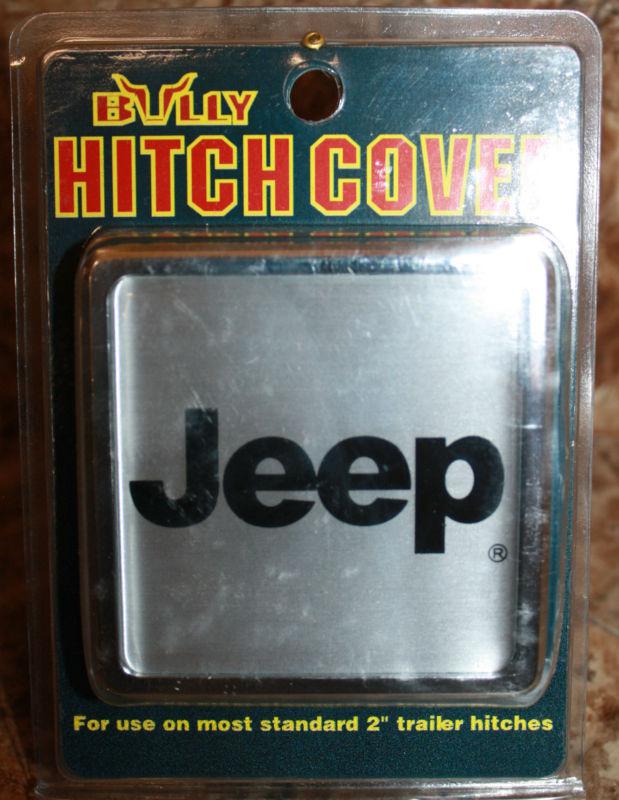 BULLY
HITCH COVER
Jeep
®
For use on most standard 2" trailer hitches